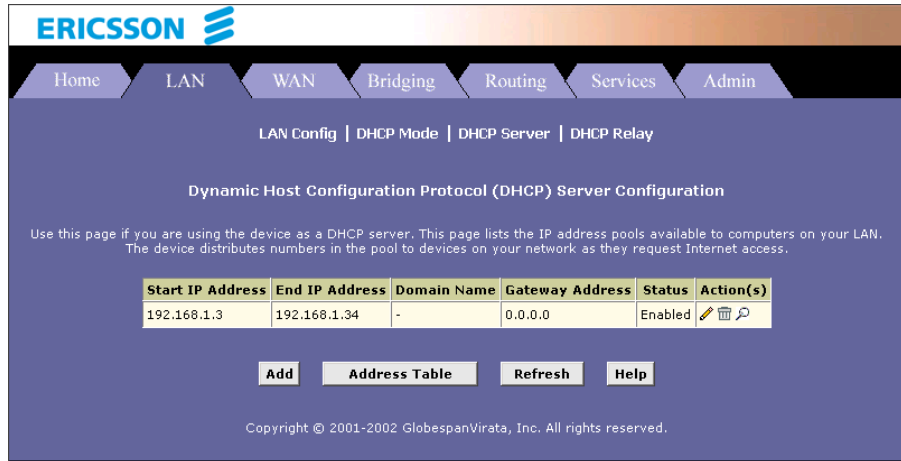 ERICSSON
Home LAN WAN Bridging Routing Services Admin
LAN Config | DHCP Mode | DHCP Server | DHCP Relay
Dynamic Host Configuration Protocol (DHCP) Server Configuration
Use this page if you are using the device as a DHCP server. This page lists the IP address pools available to computers on your LAN.
The device distributes numbers in the pool to devices on your network as they request Internet access.
Start IP Address End IP Address Domain Name Gateway Address Status Action(s)
192.168.1.3 192.168.1.34 - 0.0.0.0 Enabled
Add Address Table Refresh Help
Copyright © 2001-2002 GlobespanVirata, Inc. All rights reserved.